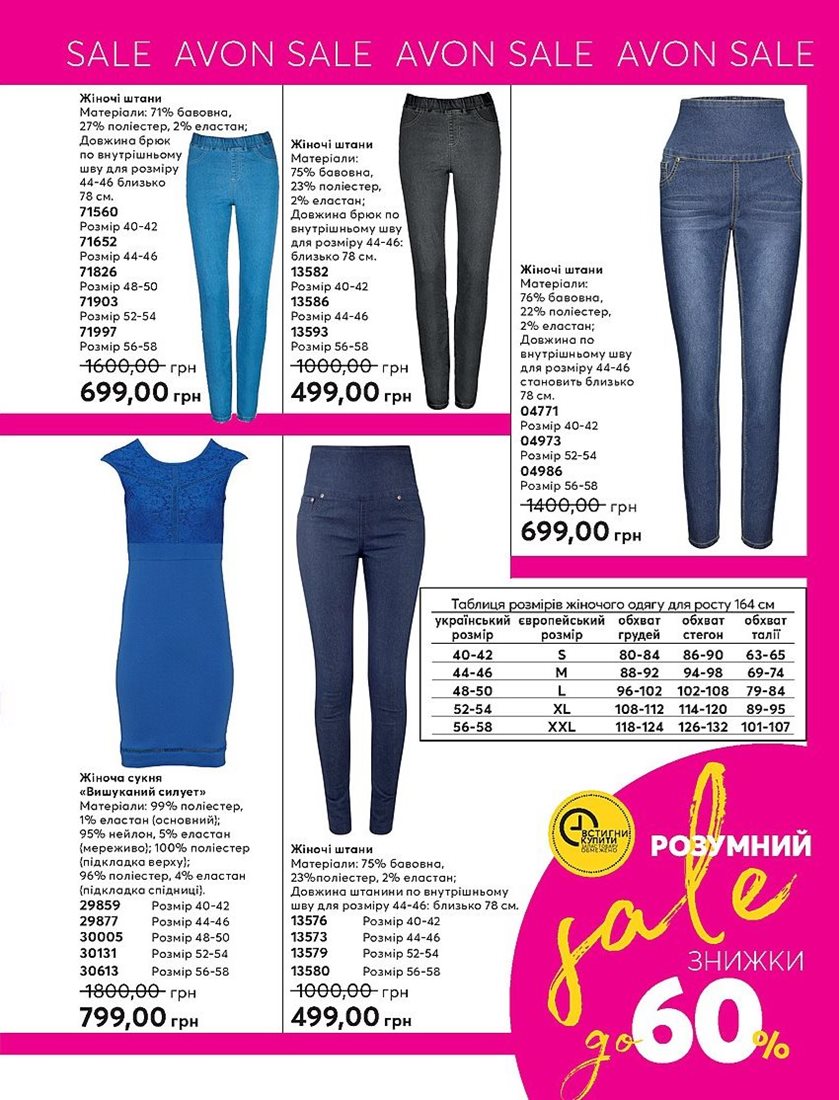 SALE AVON SALE AVON SALE AVON SALE
Жіночі штани
Матеріали: 71% бавовна,
27% поліестер, 2% еластан;
Довжина брюк
по внутрішньому
шву для розміру
44-46 близько
78 см.
71560
Розмір 40-42
71652
Розмір 44-46
71826
Розмір 48-50
71903
Розмір 52-54
71997
Розмір 56-58
1600,00 грн
699,00 грн
Жіночі штани
Матеріали:
75% бавовна,
23% поліестер,
2% еластан;
Довжина брюк по
внутрішньому шву
для розміру 44-46:
близько 78 см.
13582
Розмір 40-42
13586
Розмір 44-46
13593
Розмір 56-58
1000,00 грн
499,00 грн
Жіночі штани
Матеріали:
76% бавовна,
22% поліестер,
2% еластан;
Довжина по
внутрішньому шву
для розміру 44-46
становить близько
78 см.
04771
Розмір 40-42
04973
Розмір 52-54
04986
Розмір 56-58
1400,00 грн
699,00 грн
Таблиця розмірів жіночого одягу для росту 164 см
український розмір європейський розмір обхват грудей обхват стегон обхват талії
40-42 S 80-84 86-90 63-65
44-46 M 88-92 94-98 69-74
48-50 L 96-102 102-108 79-84
52-54 XL 108-112 114-120 89-95
56-58 XXL 118-124 126-132 101-107
Жіноча сукня
«Вишуканий силует»
Матеріали: 99% поліестер,
1% еластан (основний);
95% нейлон, 5% еластан
(мереживо); 100% поліестер
(підкладка верху);
96% поліестер, 4% еластан
(підкладка спідниці).
29859 Розмір 40-42
29877 Розмір 44-46
30005 Розмір 48-50
30131 Розмір 52-54
30613 Розмір 56-58
1800,00 грн
799,00 грн
Жіночі штани
Матеріали: 75% бавовна,
23%поліестер, 2% еластан;
Довжина штанини по внутрішньому
шву для розміру 44-46: близько 78 см.
13576 Розмір 40-42
13573 Розмір 44-46
13579 Розмір 52-54
13580 Розмір 56-58
1000,00 грн
499,00 грн
ВСТИГНИ
КУПИТИ
ОБМЕЖЕНО
РОЗУМНИЙ
sale
ЗНИЖКИ
до 60%